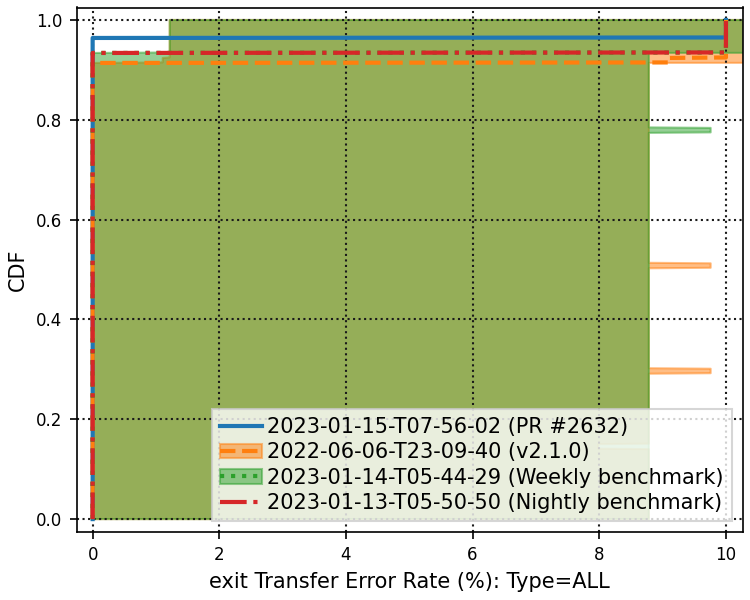 1.0
0.8
0.6
0.4
0.2
0.0
CDF
2023-01-15-T07-56-02 (PR #2632)
2022-06-06-T23-09-40 (v2.1.0)
2023-01-14-T05-44-29 (Weekly benchmark)
2023-01-13-T05-50-50 (Nightly benchmark)
0 2 4 6 8 10
exit Transfer Error Rate (%): Type=ALL